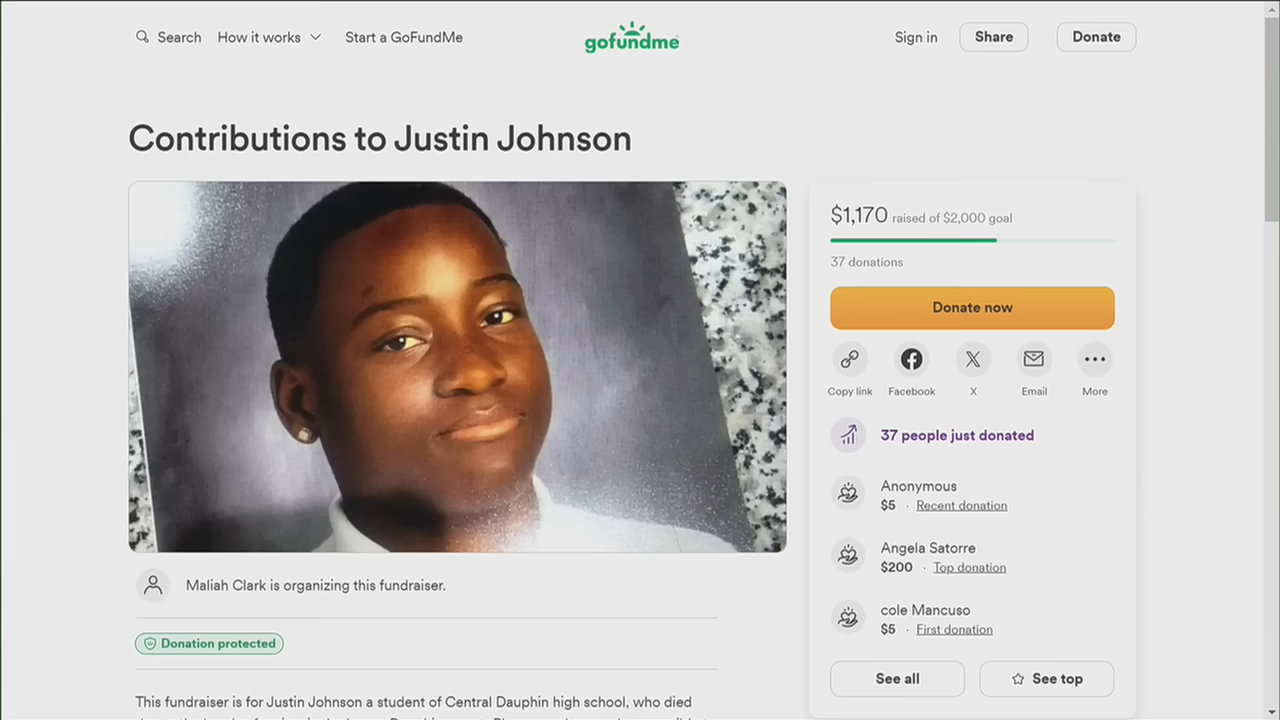 Search
How it works
Start a GoFundMe
gofundme
Sign in
Share
Donate
Contributions to Justin Johnson
$1,170 raised of $2,000 goal
37 donations
Donate now
Copy link
Facebook
X
Email
More
37 people just donated
Anonymous
$5 · Recent donation
Angela Satorre
$200 · Top donation
cole Mancuso
$5 · First donation
See all
See top
Maliah Clark is organizing this fundraiser.
Donation protected
This fundraiser is for Justin Johnson a student of Central Dauphin high school, who died